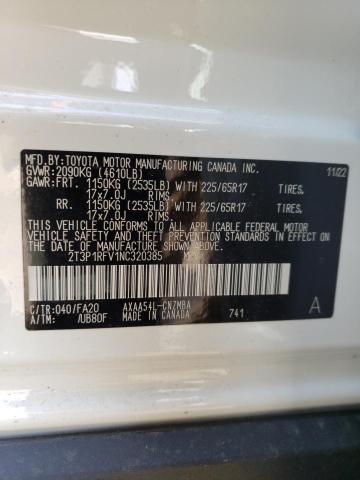 MFD.BY:TOYOTA MOTOR MANUFACTURING CANADA INC. 11/22
GVWR:2090KG (4610LB)
GAWR:FRT. 1150KG (2535LB) WITH 225/65R17 TIRES,
17x7.0J RIMS,
RR. 1150KG (2535LB) WITH 225/65R17 TIRES,
17x7.0J RIMS,
THIS VEHICLE CONFORMS TO ALL APPLICABLE FEDERAL MOTOR
VEHICLE SAFETY, BUMPER, AND THEFT PREVENTION STANDARDS IN
EFFECT ON THE DATE OF MANUFACTURE SHOWN ABOVE.
2T3P1RFV1NC320385 M.P.V.
C/TR:040/FA20 AXAA54L-CNZMBA A
A/TM: /UB80F MADE IN CANADA 741